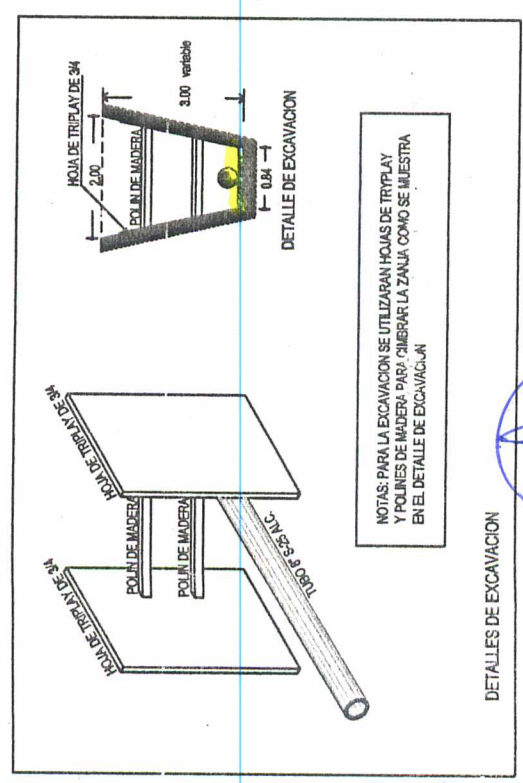 HOJA DE TRIPLAY DE 3/4
HOJA DE TRIPLAY DE 3/4
POLIN DE MADERA
POLIN DE MADERA
TUBO 8" S-25 ALC.
HOJA DE TRIPLAY DE 3/4
2.00
POLIN DE MADERA
3.00 variable
0.84
DETALLE DE EXCAVACION
NOTAS: PARA LA EXCAVACION SE UTILIZARAN HOJAS DE TRYPLAY
Y POLINES DE MADERA PARA CIMBRAR LA ZANJA COMO SE MUESTRA
EN EL DETALLE DE EXCAVACION
DETALLES DE EXCAVACION